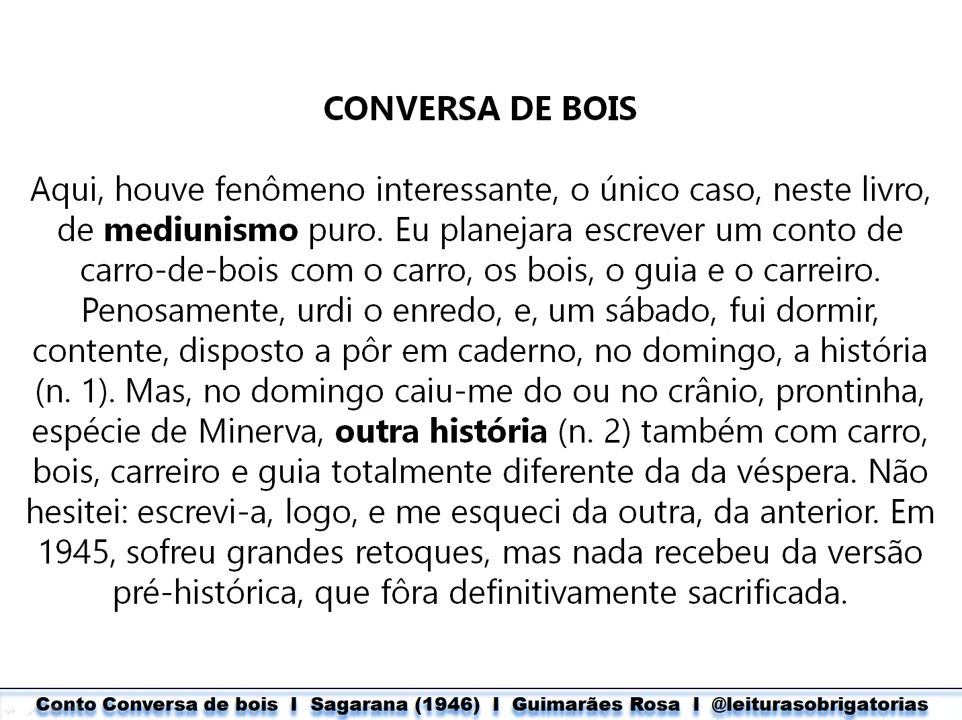 CONVERSA DE BOIS
Aqui, houve fenômeno interessante, o único caso, neste livro,
de mediunismo puro. Eu planejara escrever um conto de
carro-de-bois com o carro, os bois, o guia e o carreiro.
Penosamente, urdi o enredo, e, um sábado, fui dormir,
contente, disposto a pôr em caderno, no domingo, a história
(n. 1). Mas, no domingo caiu-me do ou no crânio, prontinha,
espécie de Minerva, outra história (n. 2) também com carro,
bois, carreiro e guia totalmente diferente da da véspera. Não
hesitei: escrevi-a, logo, e me esqueci da outra, da anterior. Em
1945, sofreu grandes retoques, mas nada recebeu da versão
pré-histórica, que fôra definitivamente sacrificada.
Conto Conversa de bois I Sagarana (1946) I Guimarães Rosa I @leiturasobrigatorias